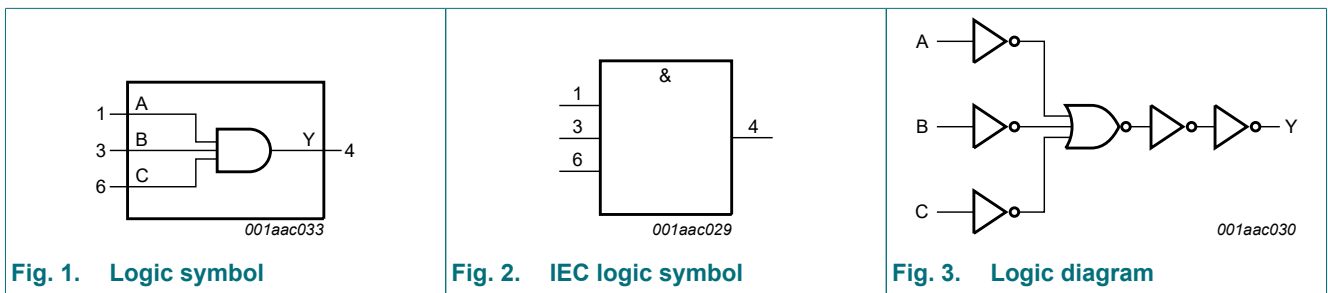 1 A
3 B
6 C
Y 4
001aac033
Fig. 1. Logic symbol
&
1
3
6
4
001aac029
Fig. 2. IEC logic symbol
A
B
C
Y
001aac030
Fig. 3. Logic diagram